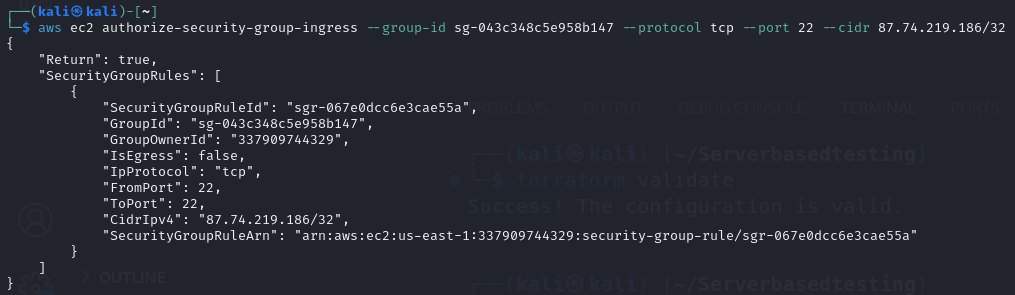 ┌──(kali㉿kali)-[~]
└─$ aws ec2 authorize-security-group-ingress --group-id sg-043c348c5e958b147 --protocol tcp --port 22 --cidr 87.74.219.186/32
{
    "Return": true,
    "SecurityGroupRules": [
        {
            "SecurityGroupRuleId": "sgr-067e0dcc6e3cae55a",
            "GroupId": "sg-043c348c5e958b147",
            "GroupOwnerId": "337909744329",
            "IsEgress": false,
            "IpProtocol": "tcp",
            "FromPort": 22,
            "ToPort": 22,
            "CidrIpv4": "87.74.219.186/32",
            "SecurityGroupRuleArn": "arn:aws:ec2:us-east-1:337909744329:security-group-rule/sgr-067e0dcc6e3cae55a"
        }
    ]
}
ROBLEMS OUTPUT DEBUG CONSOLE TERMINAL PORTS
┌──(kali㉿kali)-[~/Serverbasedtesting]
└─$ terraform validate
Success! The configuration is valid.
> OUTLINE
┌──(kali㉿kali)-[~/Serverbasedtesting]